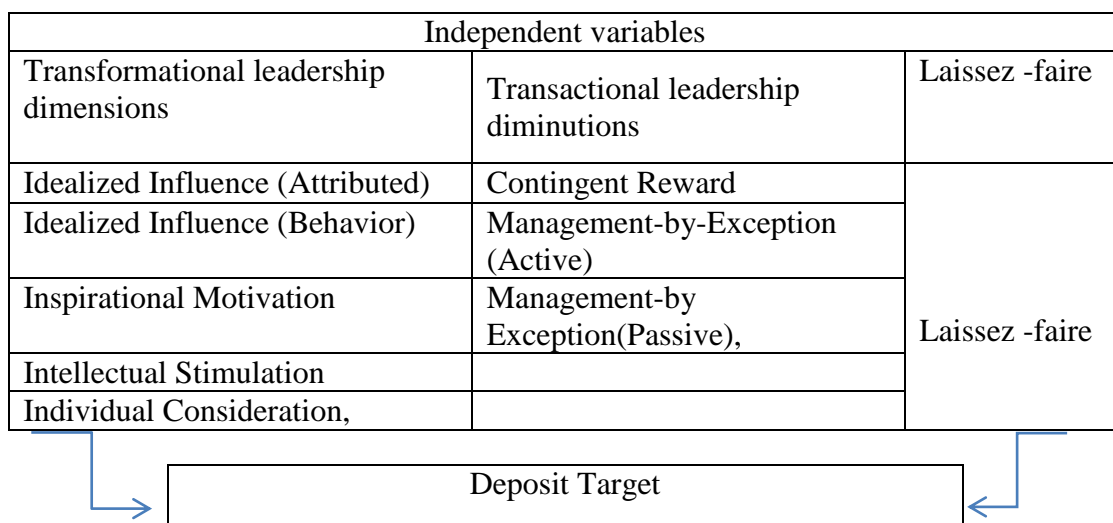 Independent variables
Transformational leadership
dimensions
Transactional leadership
diminutions
Laissez -faire
Idealized Influence (Attributed)
Contingent Reward
Idealized Influence (Behavior)
Management-by-Exception
(Active)
Inspirational Motivation
Management-by
Exception(Passive),
Laissez -faire
Intellectual Stimulation
Individual Consideration,
Deposit Target